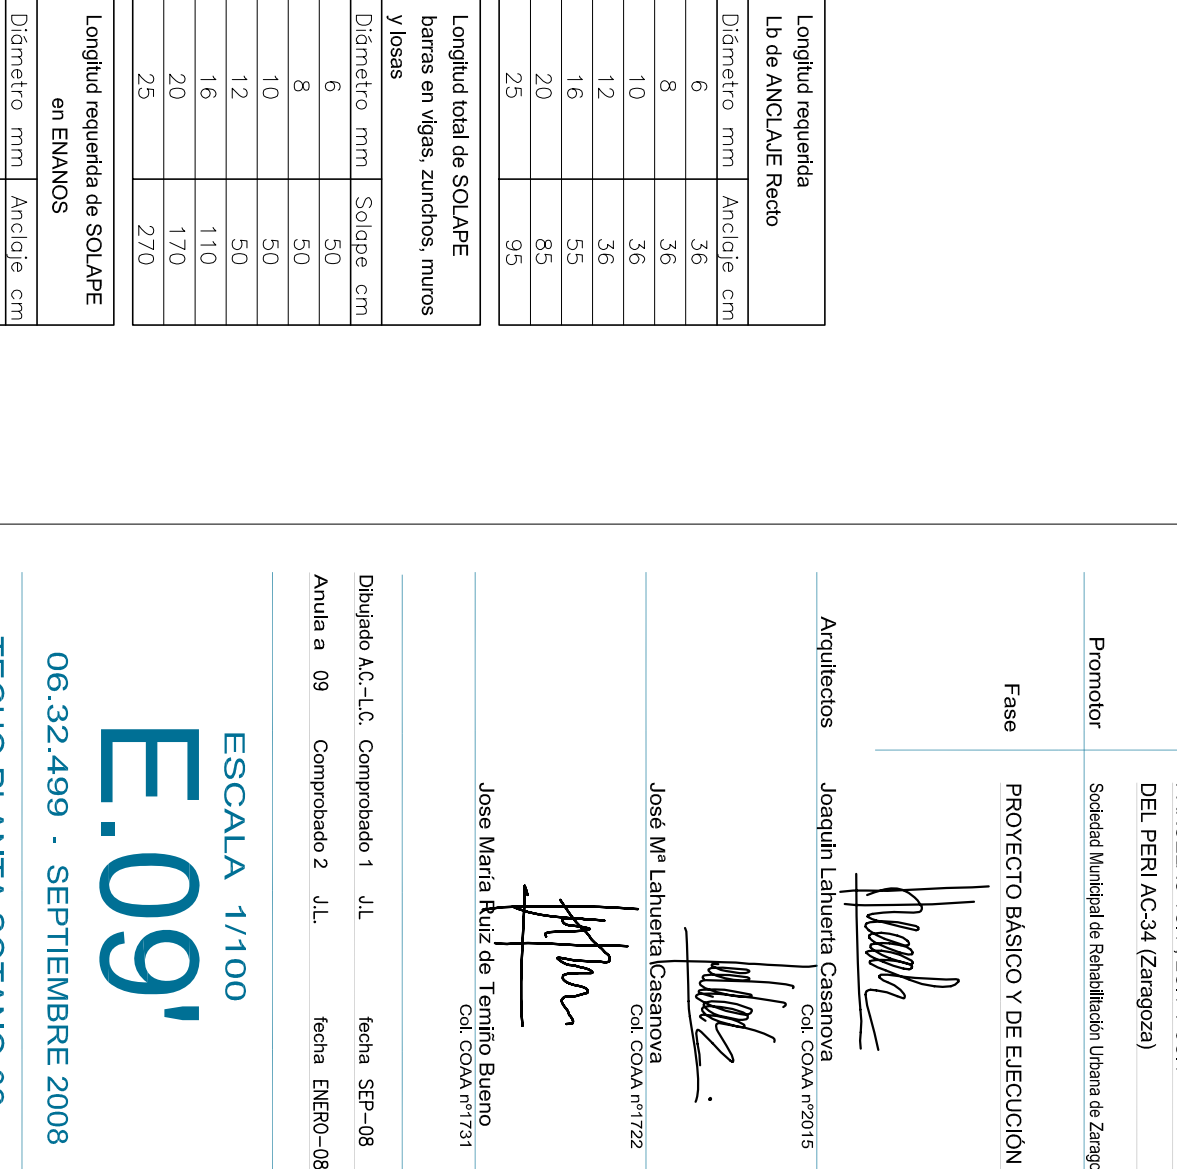 Longitud requerida
Lb de ANCLAJE Recto
Diámetro mm Anclaje cm
6 36
8 36
10 36
12 36
16 55
20 85
25 95
Longitud total de SOLAPE
barras en vigas, zunchos, muros
y losas
Diámetro mm Solape cm
6 50
8 50
10 50
12 50
16 110
20 170
25 270
Longitud requerida de SOLAPE
en ENANOS
Diámetro mm Anclaje cm
DEL PERI AC-34 (Zaragoza)
Promotor Sociedad Municipal de Rehabilitación Urbana de Zarago
Fase PROYECTO BÁSICO Y DE EJECUCIÓN
Arquitectos Joaquin Lahuerta Casanova
Col. COAA nº2015
José Mª Lahuerta Casanova
Col. COAA nº1722
Jose María Ruiz de Temiño Bueno
Col. COAA nº1731
Dibujado A.C.-L.C. Comprobado 1 J.L fecha SEP-08
Anula a 09 Comprobado 2 J.L. fecha ENERO-08
ESCALA 1/100
E.09'
06.32.499 - SEPTIEMBRE 2008